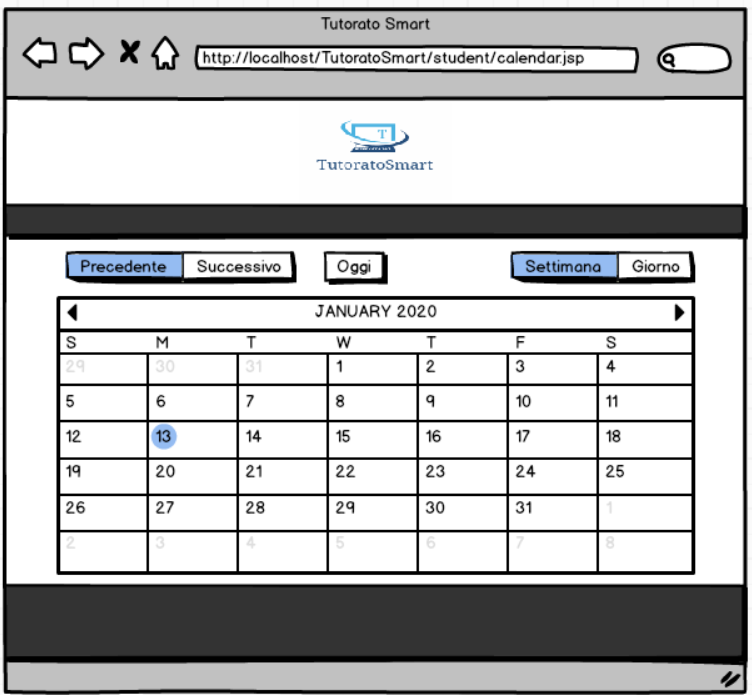 Tutorato Smart
http://localhost/TutoratoSmart/student/calendar.jsp
T
TutoratoSmart
Precedente Successivo Oggi Settimana Giorno
JANUARY 2020
S M T W T F S
29 30 31 1 2 3 4
5 6 7 8 9 10 11
12 13 14 15 16 17 18
19 20 21 22 23 24 25
26 27 28 29 30 31 1
2 3 4 5 6 7 8